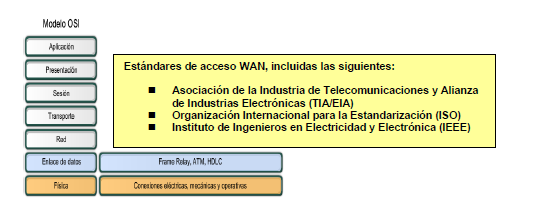 Modelo OSI
Aplicación
Presentación
Sesión
Transporte
Red
Enlace de datos
Física
Estándares de acceso WAN, incluidas las siguientes:
Asociación de la Industria de Telecomunicaciones y Alianza
de Industrias Electrónicas (TIA/EIA)
Organización Internacional para la Estandarización (ISO)
Instituto de Ingenieros en Electricidad y Electrónica (IEEE)
Frame Relay, ATM, HDLC
Conexiones eléctricas, mecánicas y operativas